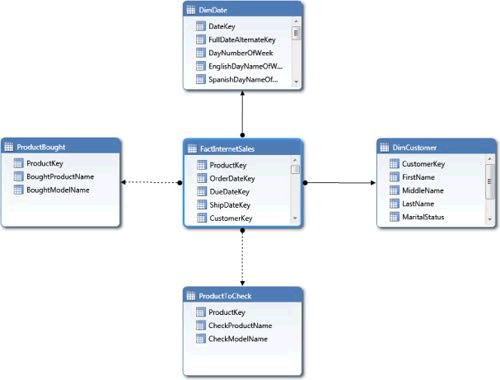 DimDate
DateKey
FullDateAlternateKey
DayNumberOfWeek
EnglishDayNameOfW...
SpanishDayNameOf...
ProductBought
ProductKey
BoughtProductName
BoughtModelName
FactInternetSales
ProductKey
OrderDateKey
DueDateKey
ShipDateKey
CustomerKey
DimCustomer
CustomerKey
FirstName
MiddleName
LastName
MaritalStatus
ProductToCheck
ProductKey
CheckProductName
CheckModelName